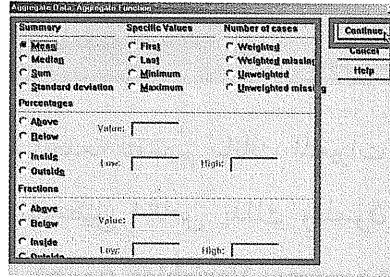 Aggregate Data: Aggregate Function
Summary Specific Values Number of cases Continue
Mean First Weighted Cancel
Median Last Weighted missing
Sum Minimum Unweighted Help
Standard deviation Maximum Unweighted missing
Percentages
Above
Below Value:
Inside
Outside Low: High:
Fractions
Above
Below Value:
Inside
Outside Low: High: